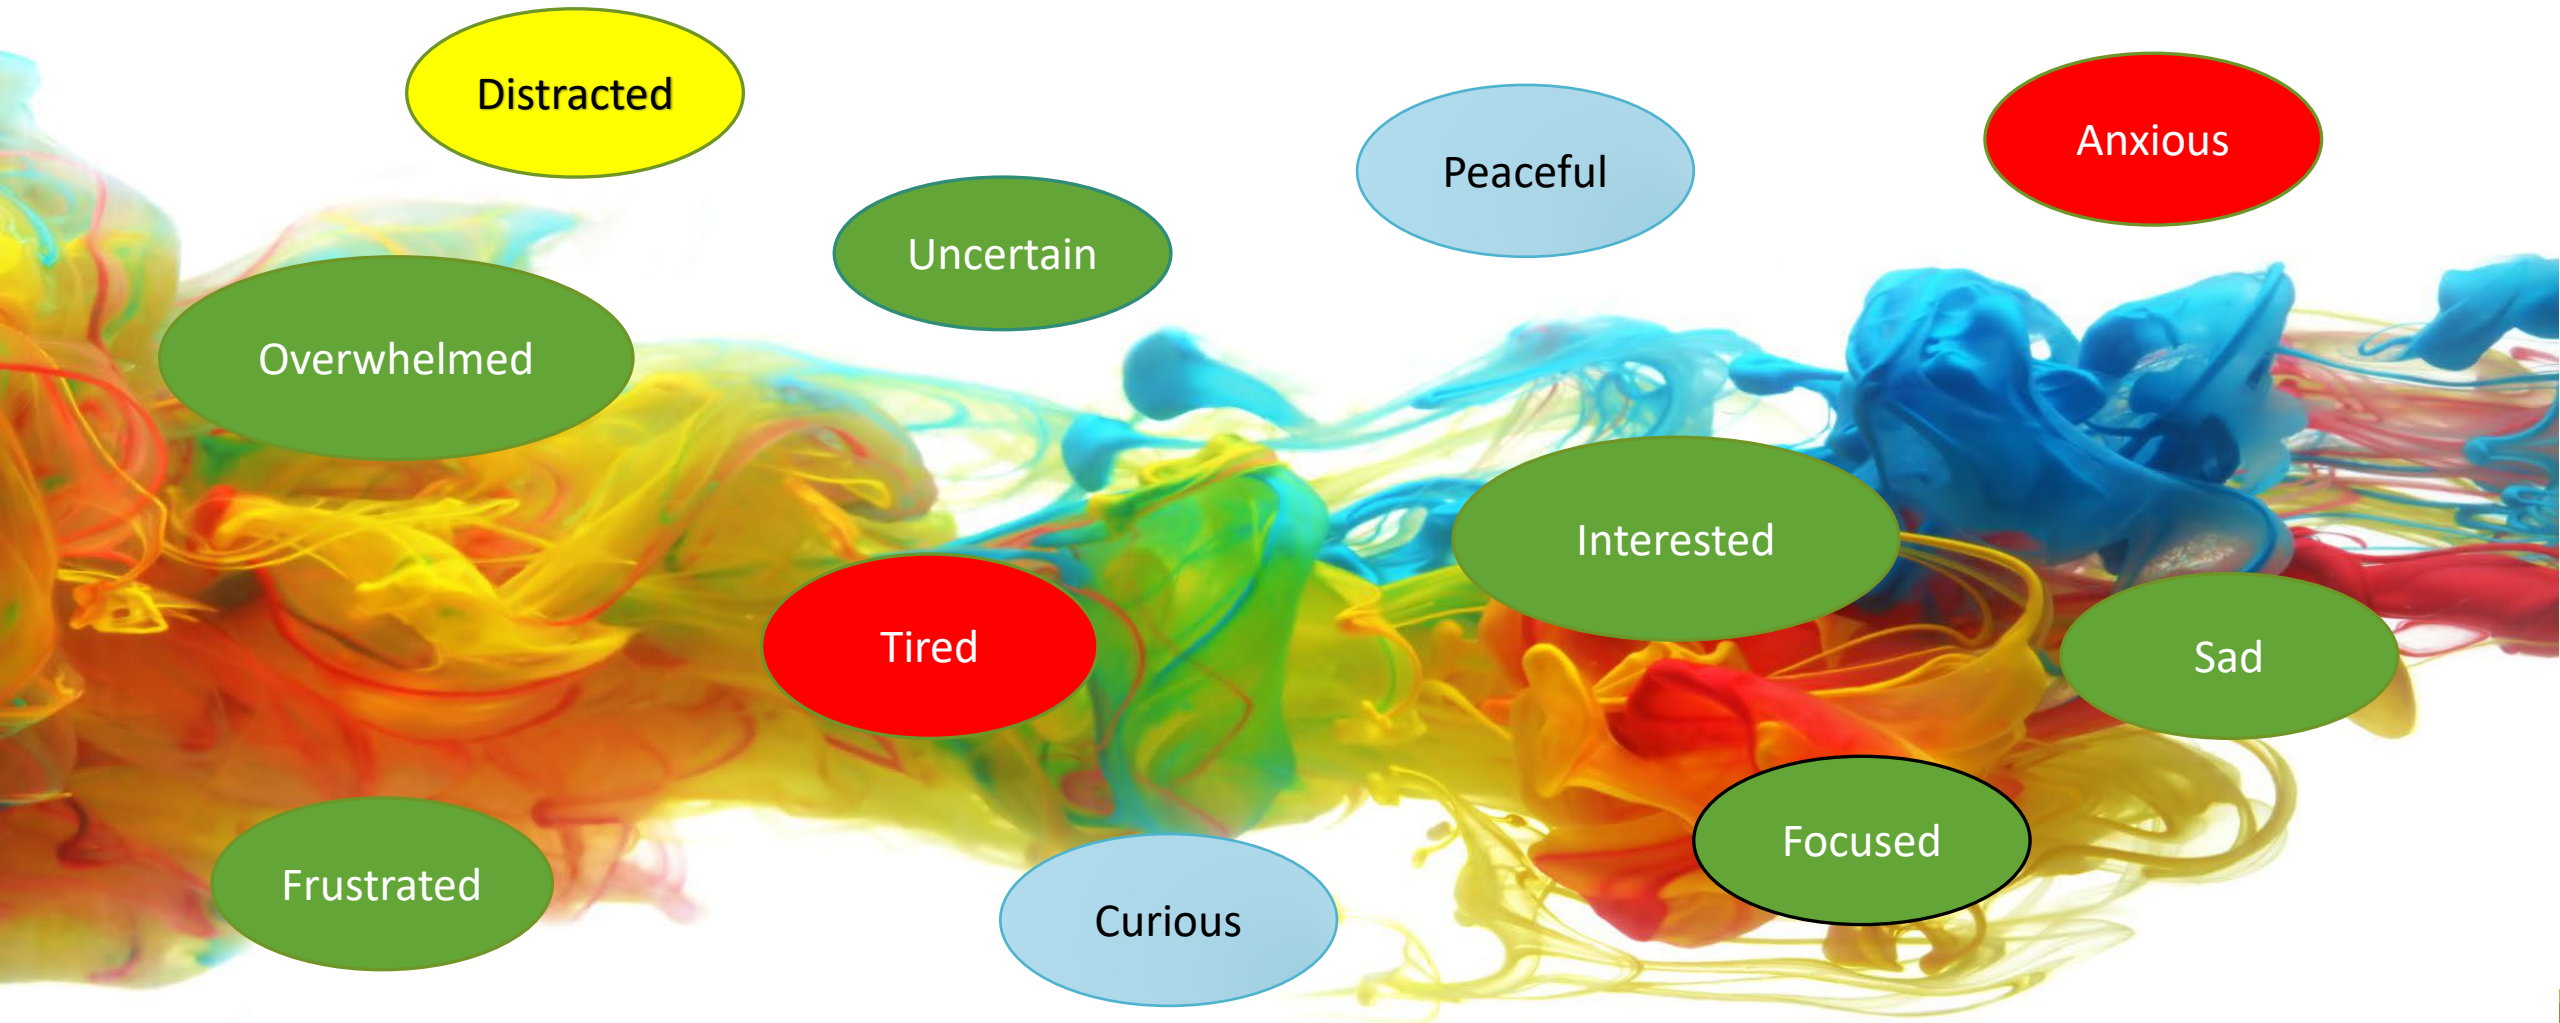 Distracted
Anxious
Peaceful
Uncertain
Overwhelmed
Interested
Tired
Sad
Focused
Frustrated
Curious